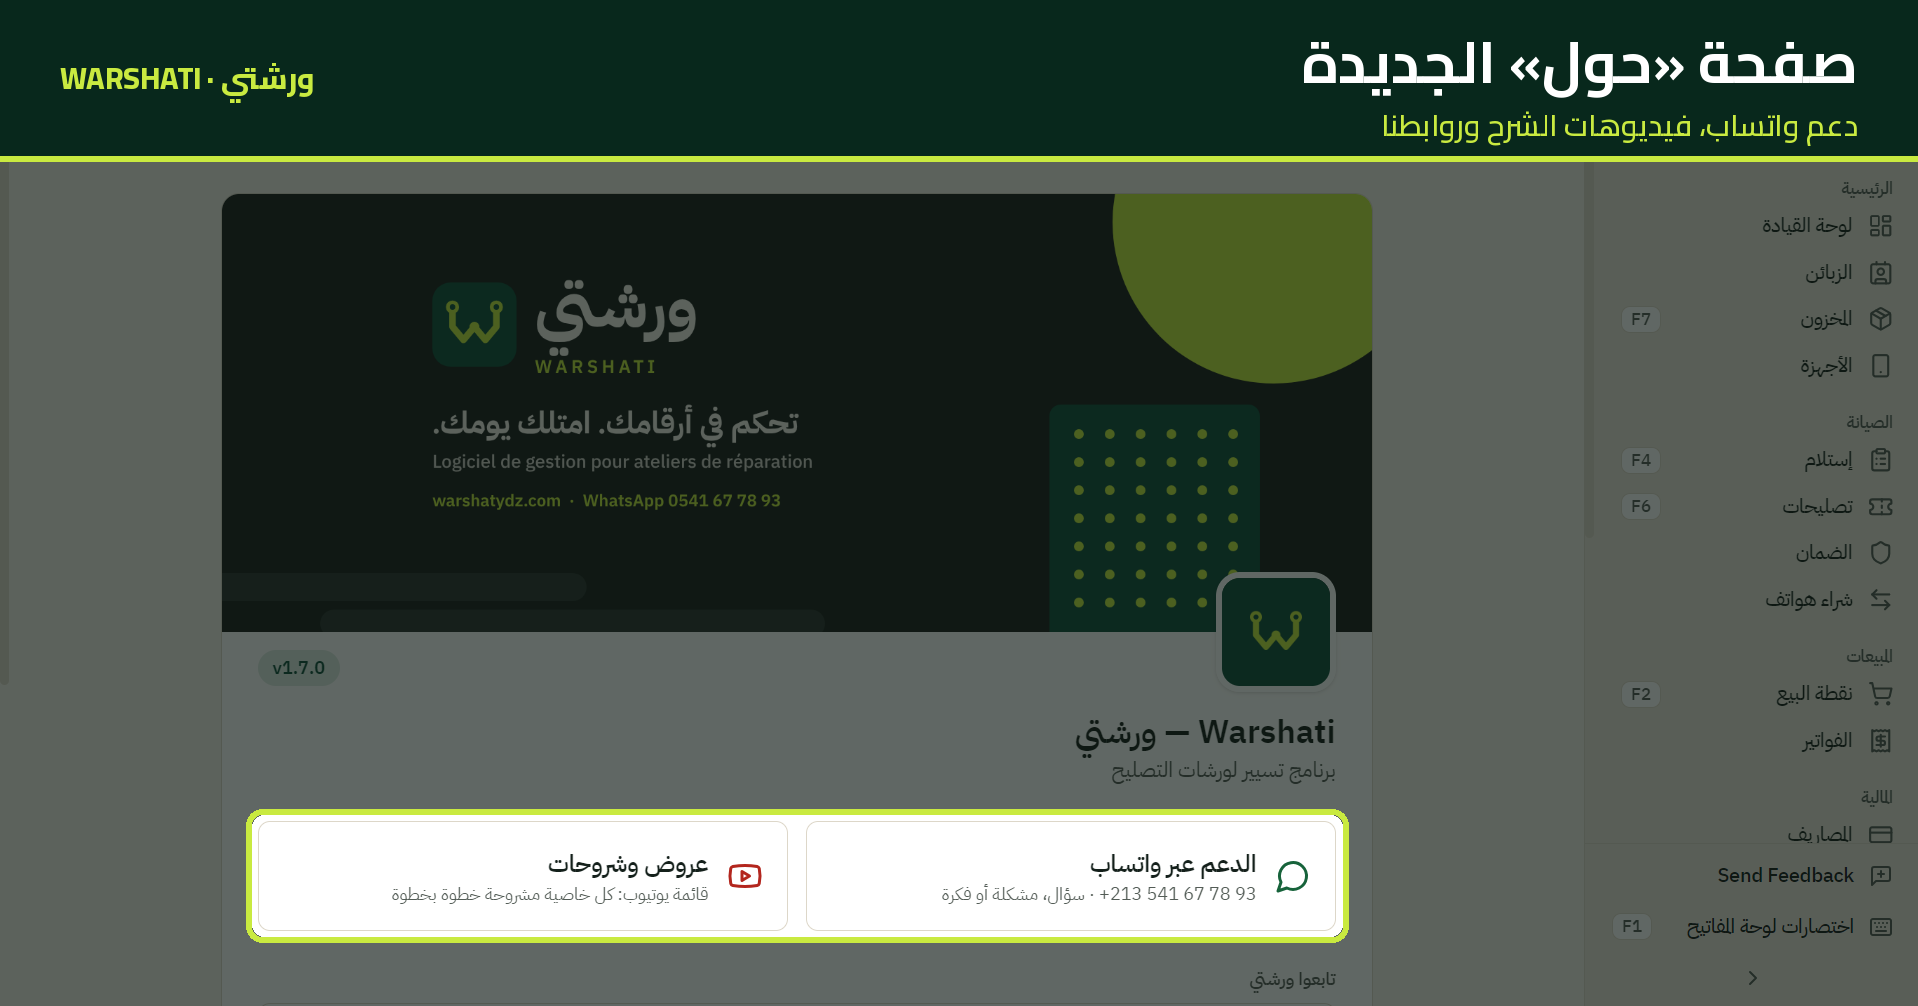 صفحة «حول» الجديدة
دعم واتساب، فيديوهات الشرح وروابطنا
ورشتي · WARSHATI
الرئيسية
لوحة القيادة
الزبائن
المخزون F7
الأجهزة
الصيانة
إستلام F4
تصليحات F6
الضمان
شراء هواتف
المبيعات
نقطة البيع F2
الفواتير
المالية
المصاريف
Send Feedback
اختصارات لوحة المفاتيح F1
ورشتي
WARSHATI
تحكم في أرقامك. امتلك يومك.
Logiciel de gestion pour ateliers de réparation
warshatydz.com · WhatsApp 0541 67 78 93
v1.7.0
Warshati — ورشتي
برنامج تسيير لورشات التصليح
الدعم عبر واتساب
+213 541 67 78 93 · سؤال، مشكلة أو فكرة
عروض وشروحات
قائمة يوتيوب: كل خاصية مشروحة خطوة بخطوة
تابعوا ورشتي